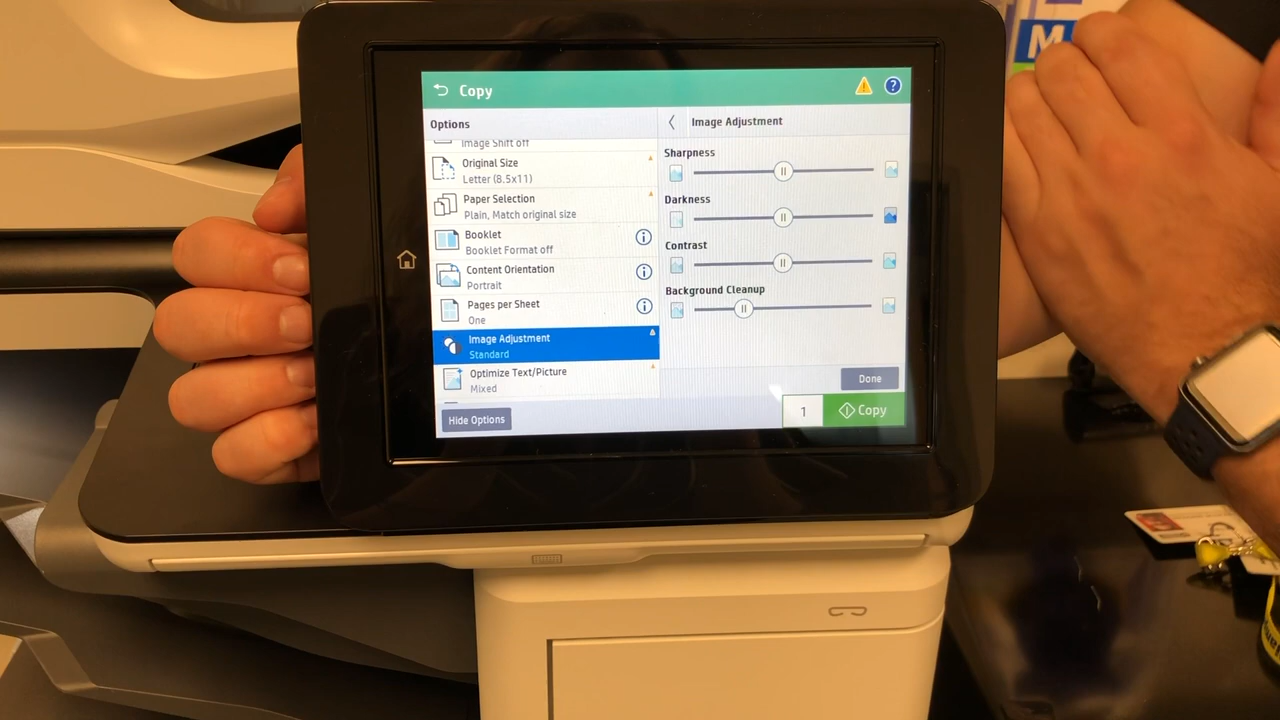 Copy
?
Options
Image Shift off
Original Size
Letter (8.5x11)
Paper Selection
Plain, Match original size
Booklet
Booklet Format off
Content Orientation
Portrait
Pages per Sheet
One
Image Adjustment
Standard
Optimize Text/Picture
Mixed
Hide Options
Image Adjustment
Sharpness
Darkness
Contrast
Background Cleanup
Done
1 Copy
M